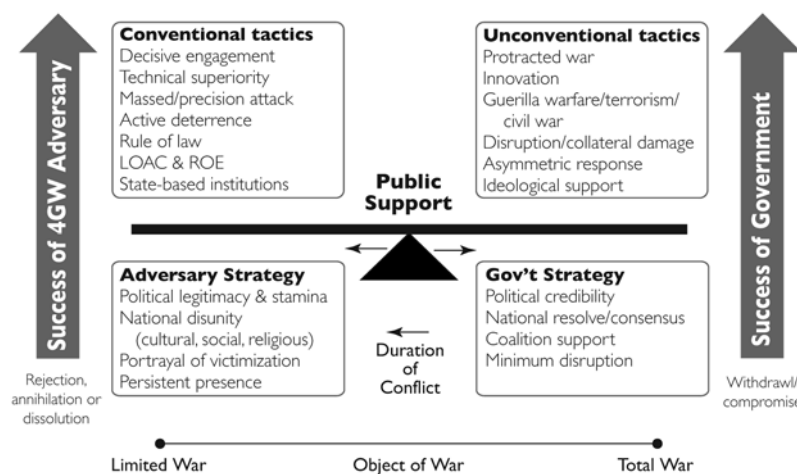 Success of 4GW Adversary
Rejection,
annihilation or
dissolution
Conventional tactics
Decisive engagement
Technical superiority
Massed/precision attack
Active deterrence
Rule of law
LOAC & ROE
State-based institutions
Unconventional tactics
Protracted war
Innovation
Guerilla warfare/terrorism/
civil war
Disruption/collateral damage
Asymmetric response
Ideological support
Public
Support
Adversary Strategy
Political legitimacy & stamina
National disunity
(cultural, social, religious)
Portrayal of victimization
Persistent presence
Duration
of
Conflict
Gov't Strategy
Political credibility
National resolve/consensus
Coalition support
Minimum disruption
Success of Government
Withdrawl/
compromise
Limited War
Object of War
Total War